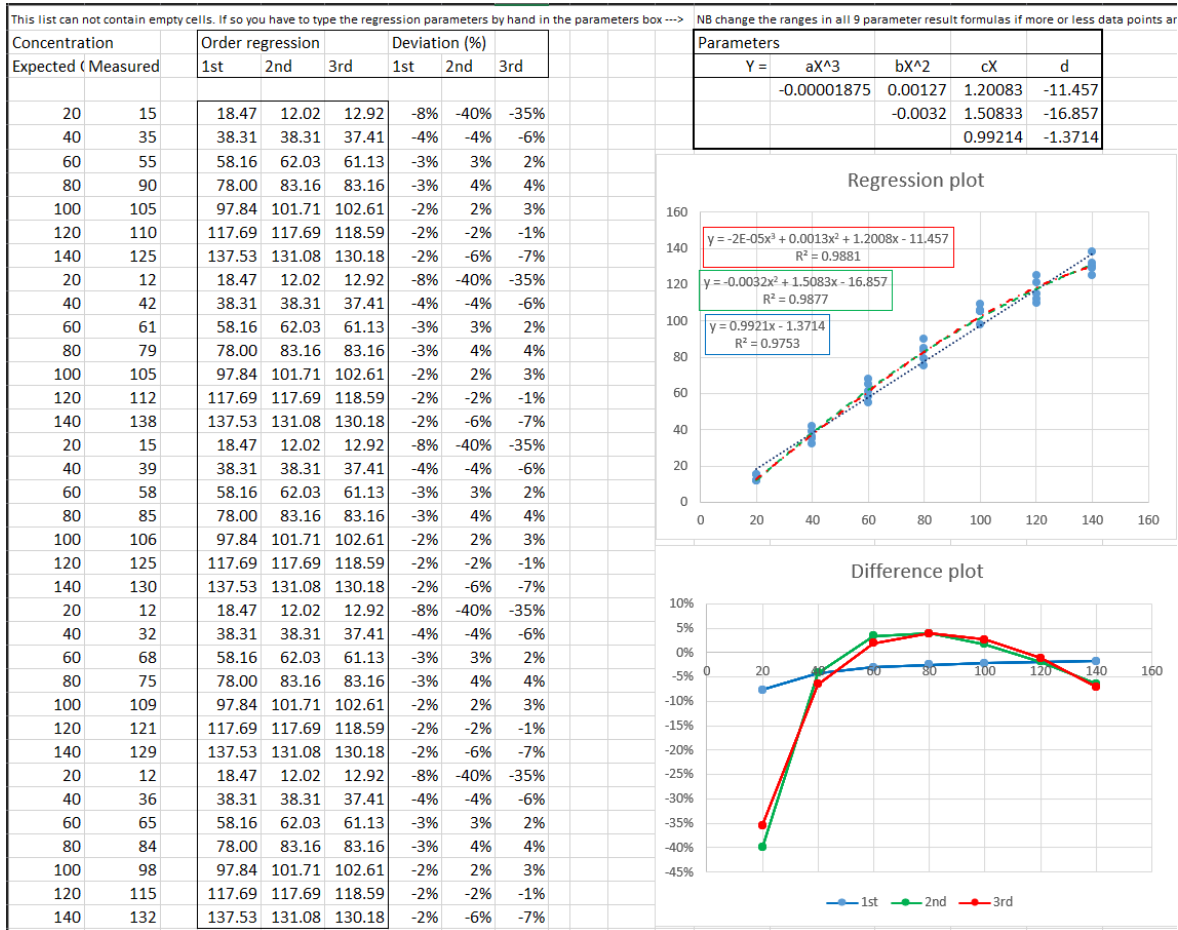 This list can not contain empty cells. If so you have to type the regression parameters by hand in the parameters box ---> NB change the ranges in all 9 parameter result formulas if more or less data points ar
Concentration Order regression Deviation (%)
Expected ( Measured 1st 2nd 3rd 1st 2nd 3rd
20 15 18.47 12.02 12.92 -8% -40% -35%
40 35 38.31 38.31 37.41 -4% -4% -6%
60 55 58.16 62.03 61.13 -3% 3% 2%
80 90 78.00 83.16 83.16 -3% 4% 4%
100 105 97.84 101.71 102.61 -2% 2% 3%
120 110 117.69 117.69 118.59 -2% -2% -1%
140 125 137.53 131.08 130.18 -2% -6% -7%
20 12 18.47 12.02 12.92 -8% -40% -35%
40 42 38.31 38.31 37.41 -4% -4% -6%
60 61 58.16 62.03 61.13 -3% 3% 2%
80 79 78.00 83.16 83.16 -3% 4% 4%
100 105 97.84 101.71 102.61 -2% 2% 3%
120 112 117.69 117.69 118.59 -2% -2% -1%
140 138 137.53 131.08 130.18 -2% -6% -7%
20 15 18.47 12.02 12.92 -8% -40% -35%
40 39 38.31 38.31 37.41 -4% -4% -6%
60 58 58.16 62.03 61.13 -3% 3% 2%
80 85 78.00 83.16 83.16 -3% 4% 4%
100 106 97.84 101.71 102.61 -2% 2% 3%
120 125 117.69 117.69 118.59 -2% -2% -1%
140 130 137.53 131.08 130.18 -2% -6% -7%
20 12 18.47 12.02 12.92 -8% -40% -35%
40 32 38.31 38.31 37.41 -4% -4% -6%
60 68 58.16 62.03 61.13 -3% 3% 2%
80 75 78.00 83.16 83.16 -3% 4% 4%
100 109 97.84 101.71 102.61 -2% 2% 3%
120 121 117.69 117.69 118.59 -2% -2% -1%
140 129 137.53 131.08 130.18 -2% -6% -7%
20 12 18.47 12.02 12.92 -8% -40% -35%
40 36 38.31 38.31 37.41 -4% -4% -6%
60 65 58.16 62.03 61.13 -3% 3% 2%
80 84 78.00 83.16 83.16 -3% 4% 4%
100 98 97.84 101.71 102.61 -2% 2% 3%
120 115 117.69 117.69 118.59 -2% -2% -1%
140 132 137.53 131.08 130.18 -2% -6% -7%
Parameters
Y = aX^3 bX^2 cX d
-0.00001875 0.00127 1.20083 -11.457
-0.0032 1.50833 -16.857
0.99214 -1.3714
Regression plot
160
140
120
100
80
60
40
20
0
y = -2E-05x³ + 0.0013x² + 1.2008x - 11.457
R² = 0.9881
y = -0.0032x² + 1.5083x - 16.857
R² = 0.9877
y = 0.9921x - 1.3714
R² = 0.9753
0 20 40 60 80 100 120 140 160
Difference plot
10%
5%
0%
-5%
-10%
-15%
-20%
-25%
-30%
-35%
-40%
-45%
0 20 40 60 80 100 120 140 160
1st 2nd 3rd